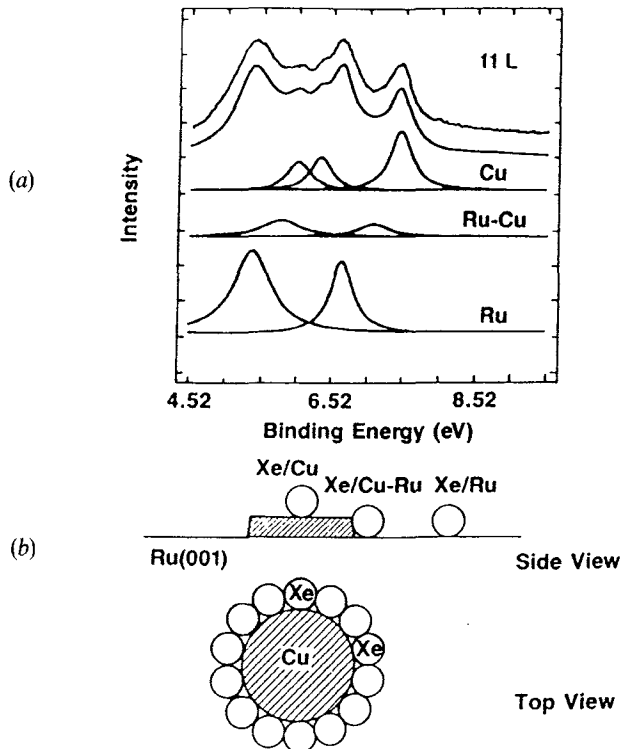 11 L
(a)
Intensity
Cu
Ru-Cu
Ru
4.52 6.52 8.52
Binding Energy (eV)
Xe/Cu
Xe/Cu-Ru Xe/Ru
(b)
Ru(001)
Side View
Xe
Cu
Xe
Top View